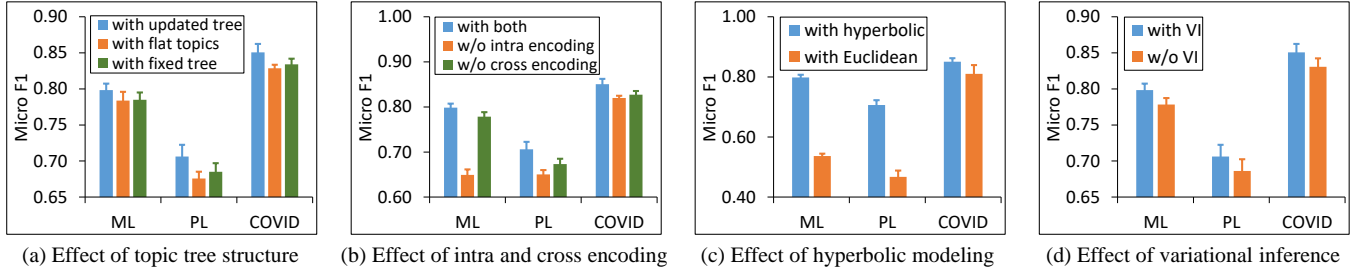 0.90
0.85
0.80
0.75
0.70
0.65
Micro F1
with updated tree
with flat topics
with fixed tree
ML PL COVID
(a) Effect of topic tree structure
1.00
0.90
0.80
0.70
0.60
Micro F1
with both
w/o intra encoding
w/o cross encoding
ML PL COVID
(b) Effect of intra and cross encoding
1.00
0.80
0.60
0.40
Micro F1
with hyperbolic
with Euclidean
ML PL COVID
(c) Effect of hyperbolic modeling
0.90
0.85
0.80
0.75
0.70
0.65
Micro F1
with VI
w/o VI
ML PL COVID
(d) Effect of variational inference